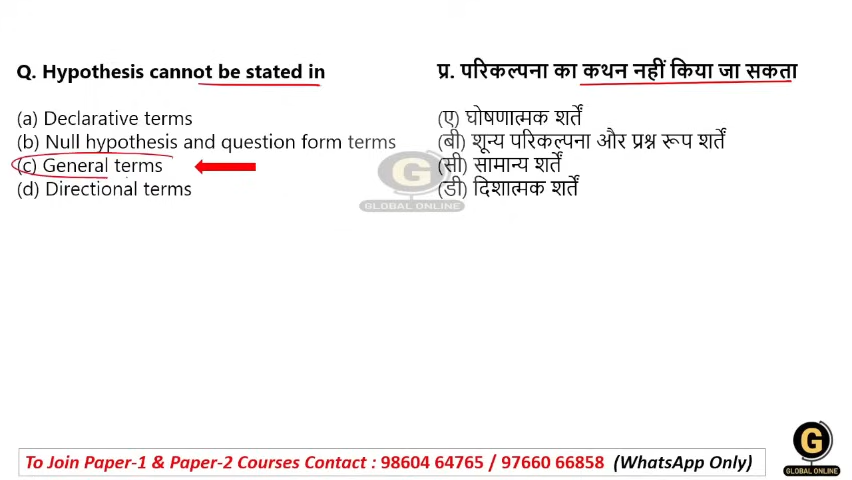 Q. Hypothesis cannot be stated in
(a) Declarative terms
(b) Null hypothesis and question form terms
(c) General terms
(d) Directional terms
प्र. परिकल्पना का कथन नहीं किया जा सकता
(ए) घोषणात्मक शर्तें
(बी) शून्य परिकल्पना और प्रश्न रूप शर्तें
(सी) सामान्य शर्तें
(डी) दिशात्मक शर्तें
G
GLOBAL ONLINE
To Join Paper-1 & Paper-2 Courses Contact : 98604 64765 / 97660 66858 (WhatsApp Only)
G
GLOBAL ONLINE